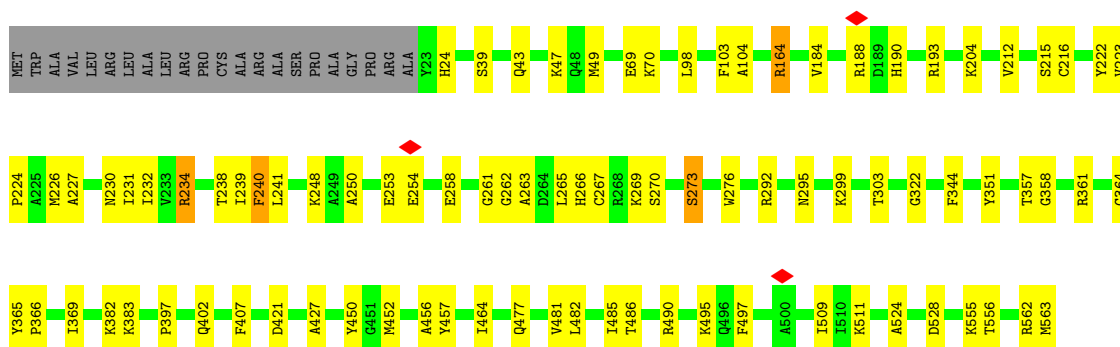 MET TRP ALA VAL LEU ARG LEU ALA LEU ARG PRO CYS ALA ARG ALA SER PRO ALA GLY PRO ARG ALA Y23 H24 S39 Q43 K47 Q48 M49 E69 K70 L98 F103 A104 R164 V184 R188 D189 H190 R193 K204 V212 S215 C216 Y222
P224 A225 M226 A227 N230 I231 I232 V233 R234 T238 I239 F240 L241 K248 A249 A250 E253 E254 E258 G261 G262 A263 D264 L265 H266 C267 R268 K269 S270 S273 W276 R292 N295 K299 T303 G322 F344 Y351 T357 G358 R361
Y365 P366 I369 K382 K383 P397 Q402 F407 D421 A427 Y450 G451 M452 A456 Y457 I464 Q477 V481 L482 I485 T486 R490 K495 Q496 F497 A500 I509 I510 K511 A524 D528 K555 T556 R562 M563